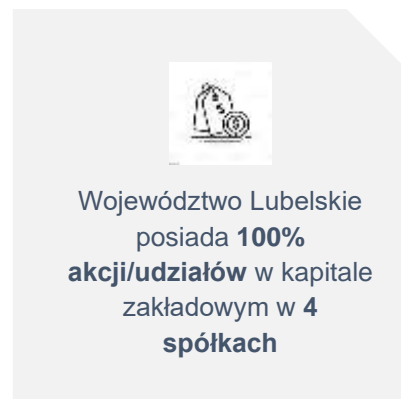 Województwo Lubelskie
posiada 100%
akcji/udziałów w kapitale
zakładowym w 4
spółkach